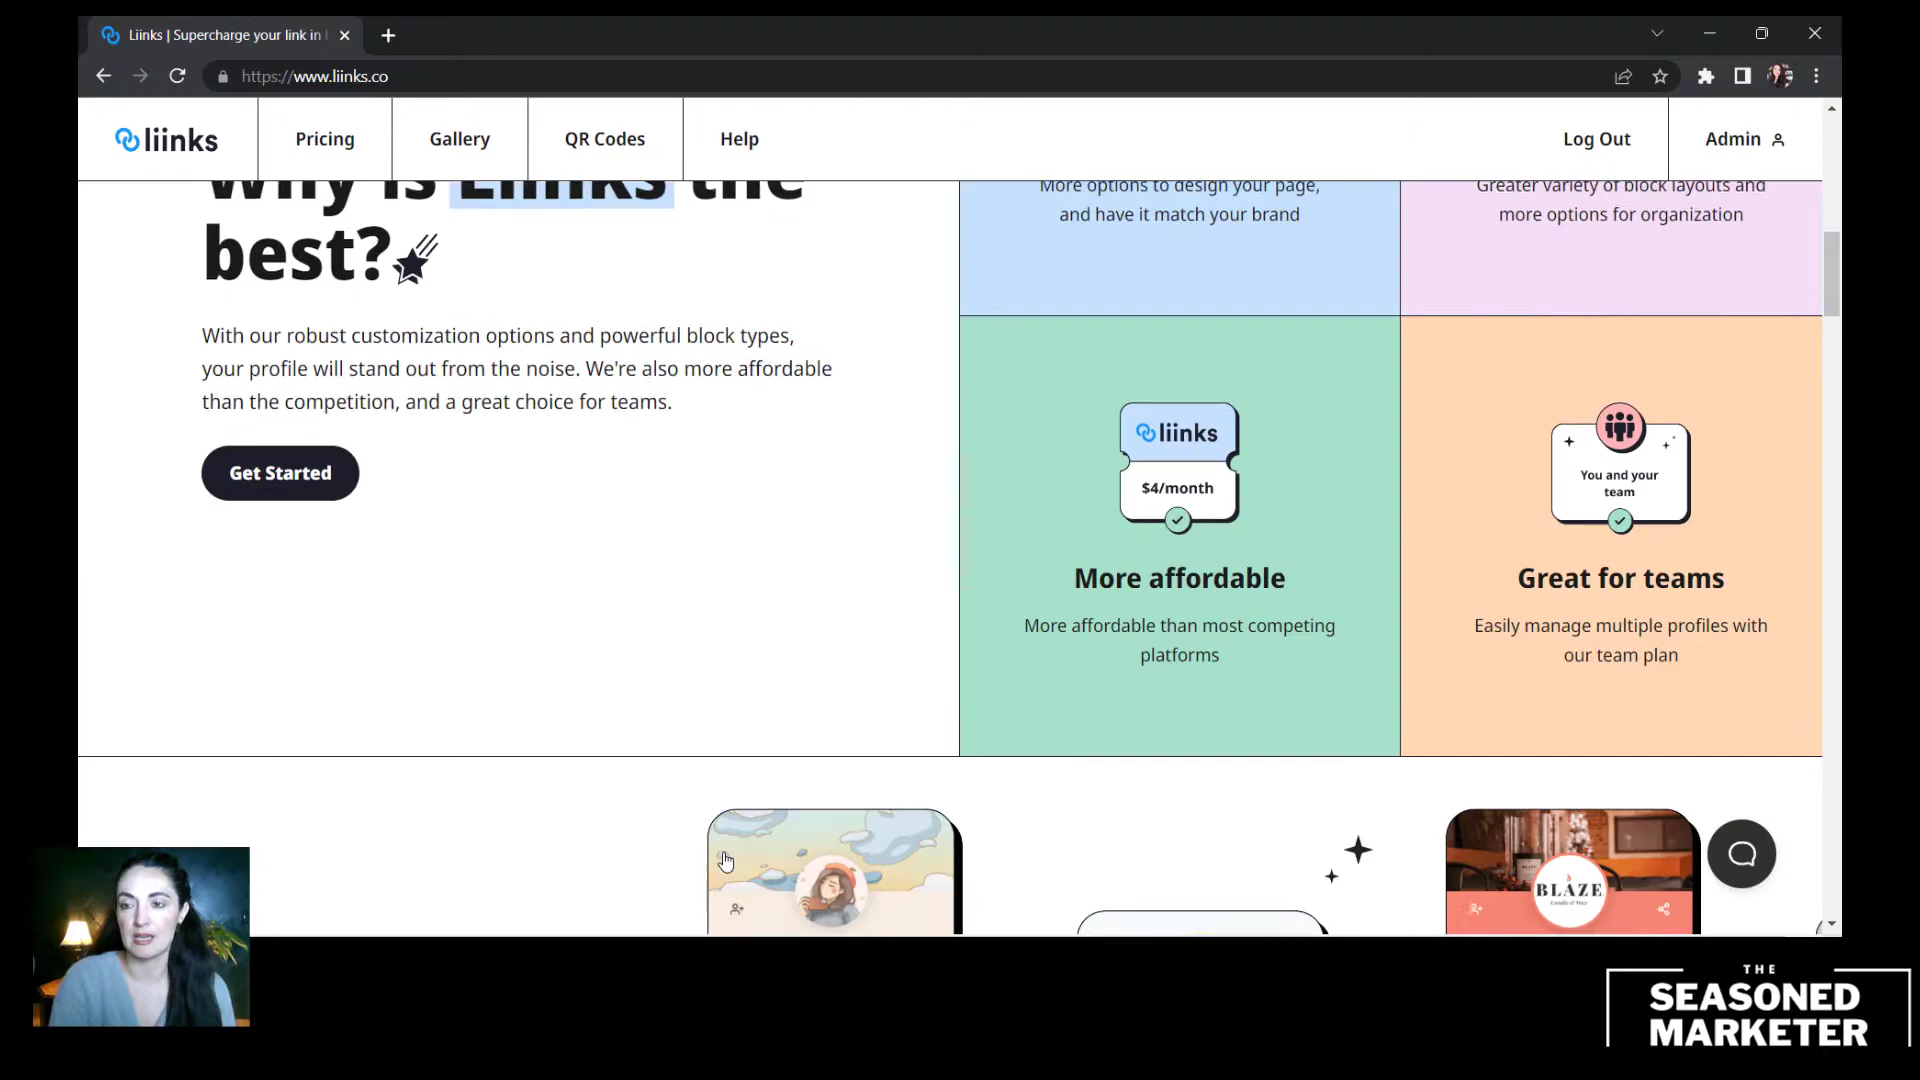 Liinks | Supercharge your link in
https://www.liinks.co
liinks
Pricing
Gallery
QR Codes
Help
Log Out
Admin
Why is Liinks the
best?
With our robust customization options and powerful block types,
your profile will stand out from the noise. We're also more affordable
than the competition, and a great choice for teams.
Get Started
More options to design your page,
and have it match your brand
Greater variety of block layouts and
more options for organization
liinks
$4/month
More affordable
More affordable than most competing
platforms
You and your
team
Great for teams
Easily manage multiple profiles with
our team plan
BLAZE
THE
SEASONED
MARKETER